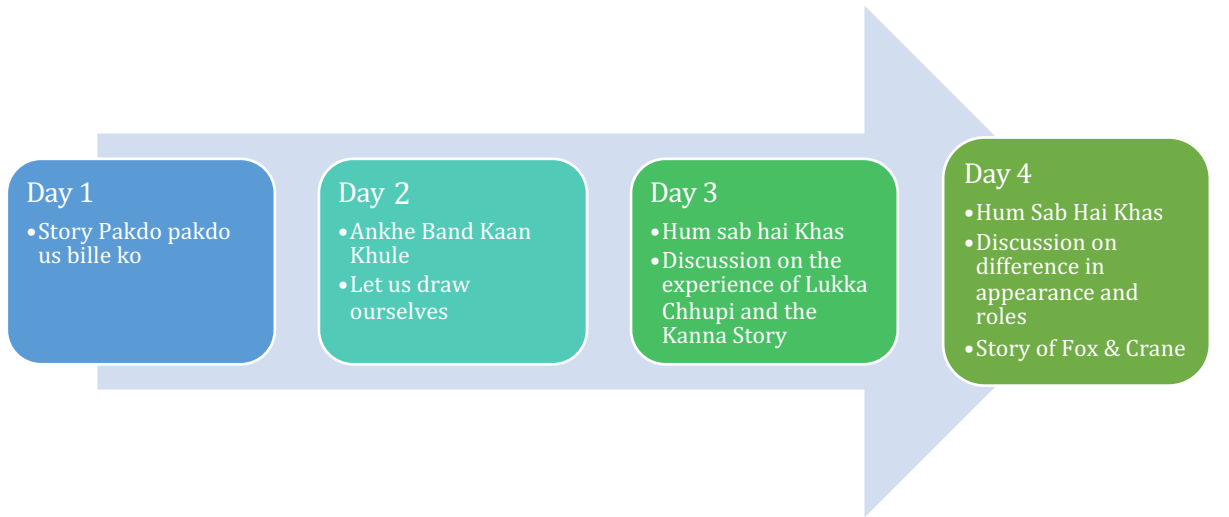 Day 1
•Story Pakdo pakdo
us bille ko
Day 2
•Ankhe Band Kaan
Khule
•Let us draw
ourselves
Day 3
•Hum sab hai Khas
•Discussion on the
experience of Lukka
Chhupi and the
Kanna Story
Day 4
•Hum Sab Hai Khas
•Discussion on
difference in
appearance and
roles
•Story of Fox & Crane